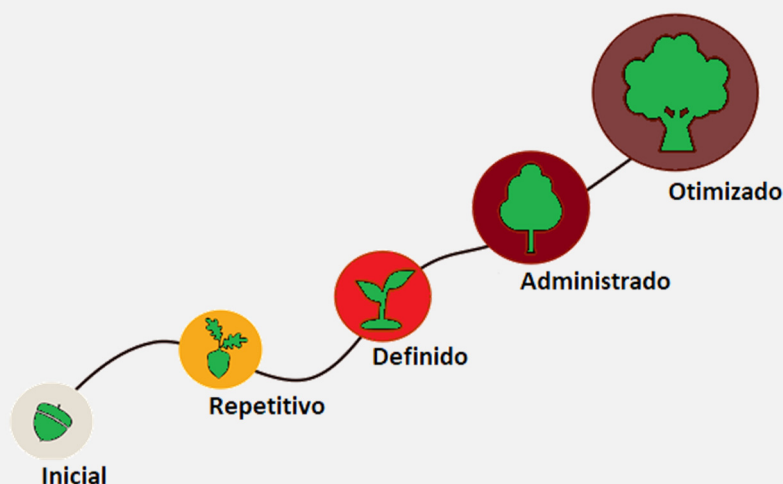 Inicial
Repetitivo
Definido
Administrado
Otimizado